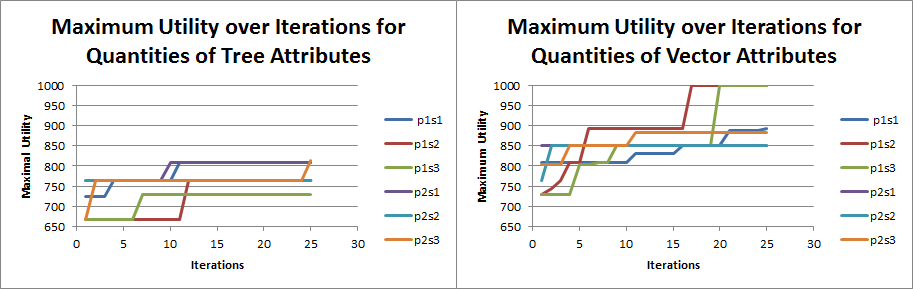 Maximum Utility over Iterations for
Quantities of Tree Attributes
1000
950
900
850
800
750
700
650
Maximal Utility
0
5
10
15
20
25
30
Iterations
p1s1
p1s2
p1s3
p2s1
p2s2
p2s3
Maximum Utility over Iterations for
Quantities of Vector Attributes
1000
950
900
850
800
750
700
650
Maximum Utility
0
5
10
15
20
25
30
Iterations
p1s1
p1s2
p1s3
p2s1
p2s2
p2s3